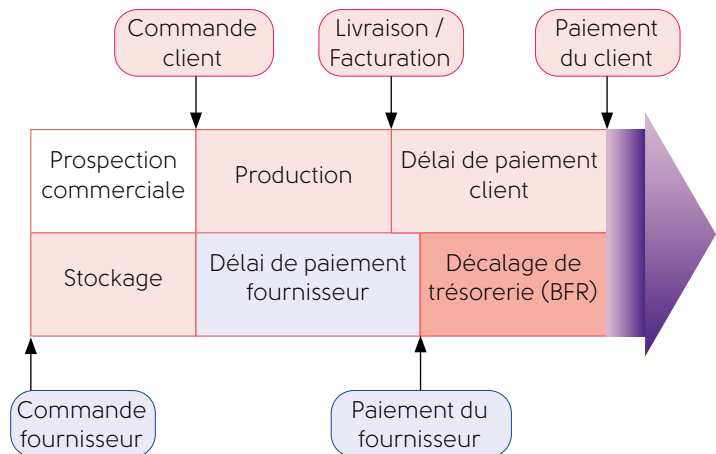 Commande
client
Livraison /
Facturation
Paiement
du client
Prospection
commerciale
Production
Délai de paiement
client
Stockage
Délai de paiement
fournisseur
Décalage de
trésorerie (BFR)
Commande
fournisseur
Paiement du
fournisseur